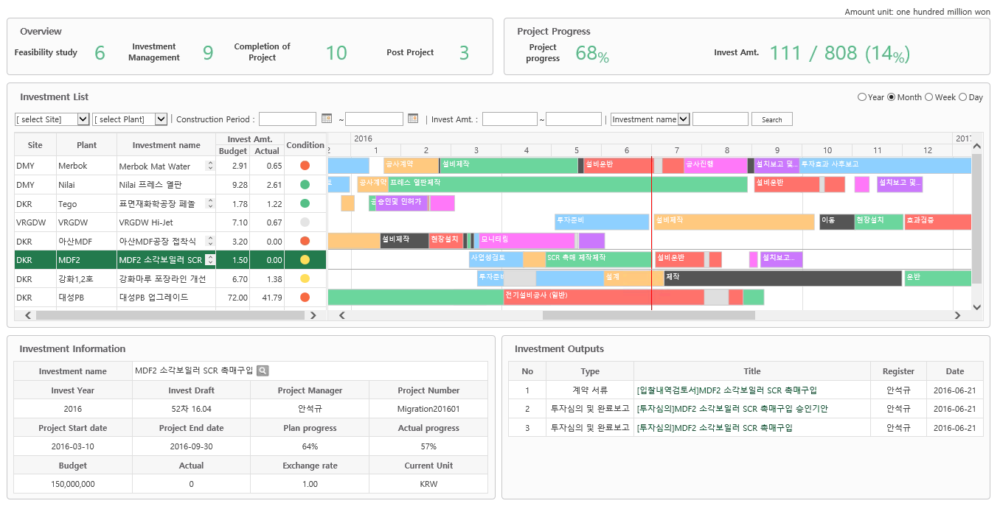 Amount unit: one hundred million won
Overview
Feasibility study 6 Investment Management 9 Completion of Project 10 Post Project 3
Project Progress
Project progress 68% Invest Amt. 111 / 808 (14%)
Investment List
Year Month Week Day
[ select Site] [ select Plant] | Construction Period : ~ | Invest Amt. : ~ | Investment name Search
Site Plant Investment name Invest Amt. Condition 2016 2017
Budget Actual 2 1 2 3 4 5 6 7 8 9 10 11 12
DMY Merbok Merbok Mat Water 2.91 0.65 공사계약 설비제작 설비운반 공사진행 설치보고 및... 투자효과 사후보고
DMY Nilai Nilai 프레스 열판 9.28 2.61 공사계약 프레스 열판제작 설비운반 설치보고 및...
DKR Tego 표면재화학공장 페놀 1.78 1.22 승인및 인허가
VRGDW VRGDW VRGDW Hi-Jet 7.10 0.67 투자준비 설비제작 이동 현장설치 효과검증
DKR 아산MDF 아산MDF공장 접착식 3.20 0.00 설비제작 현장설치 모니터링
DKR MDF2 MDF2 소각보일러 SCR 1.50 0.00 사업성검토 SCR 촉매 제작제작 설비운반 설치보고...
DKR 강화1,2호 강화마루 포장라인 개선 6.70 1.38 투자준비 설계 제작 운반
DKR 대성PB 대성PB 업그레이드 72.00 41.79 전기설비공사 (일반)
Investment Information
Investment name MDF2 소각보일러 SCR 촉매구입
Invest Year Invest Draft Project Manager Project Number
2016 52차 16.04 안석규 Migration201601
Project Start date Project End date Plan progress Actual progress
2016-03-10 2016-09-30 64% 57%
Budget Actual Exchange rate Current Unit
150,000,000 0 1.00 KRW
Investment Outputs
No Type Title Register Date
1 계약 서류 [입찰내역검토서]MDF2 소각보일러 SCR 촉매구입 안석규 2016-06-21
2 투자심의 및 완료보고 [투자심의]MDF2 소각보일러 SCR 촉매구입 승인기안 안석규 2016-06-21
3 투자심의 및 완료보고 [투자심의]MDF2 소각보일러 SCR 촉매구입 안석규 2016-06-21